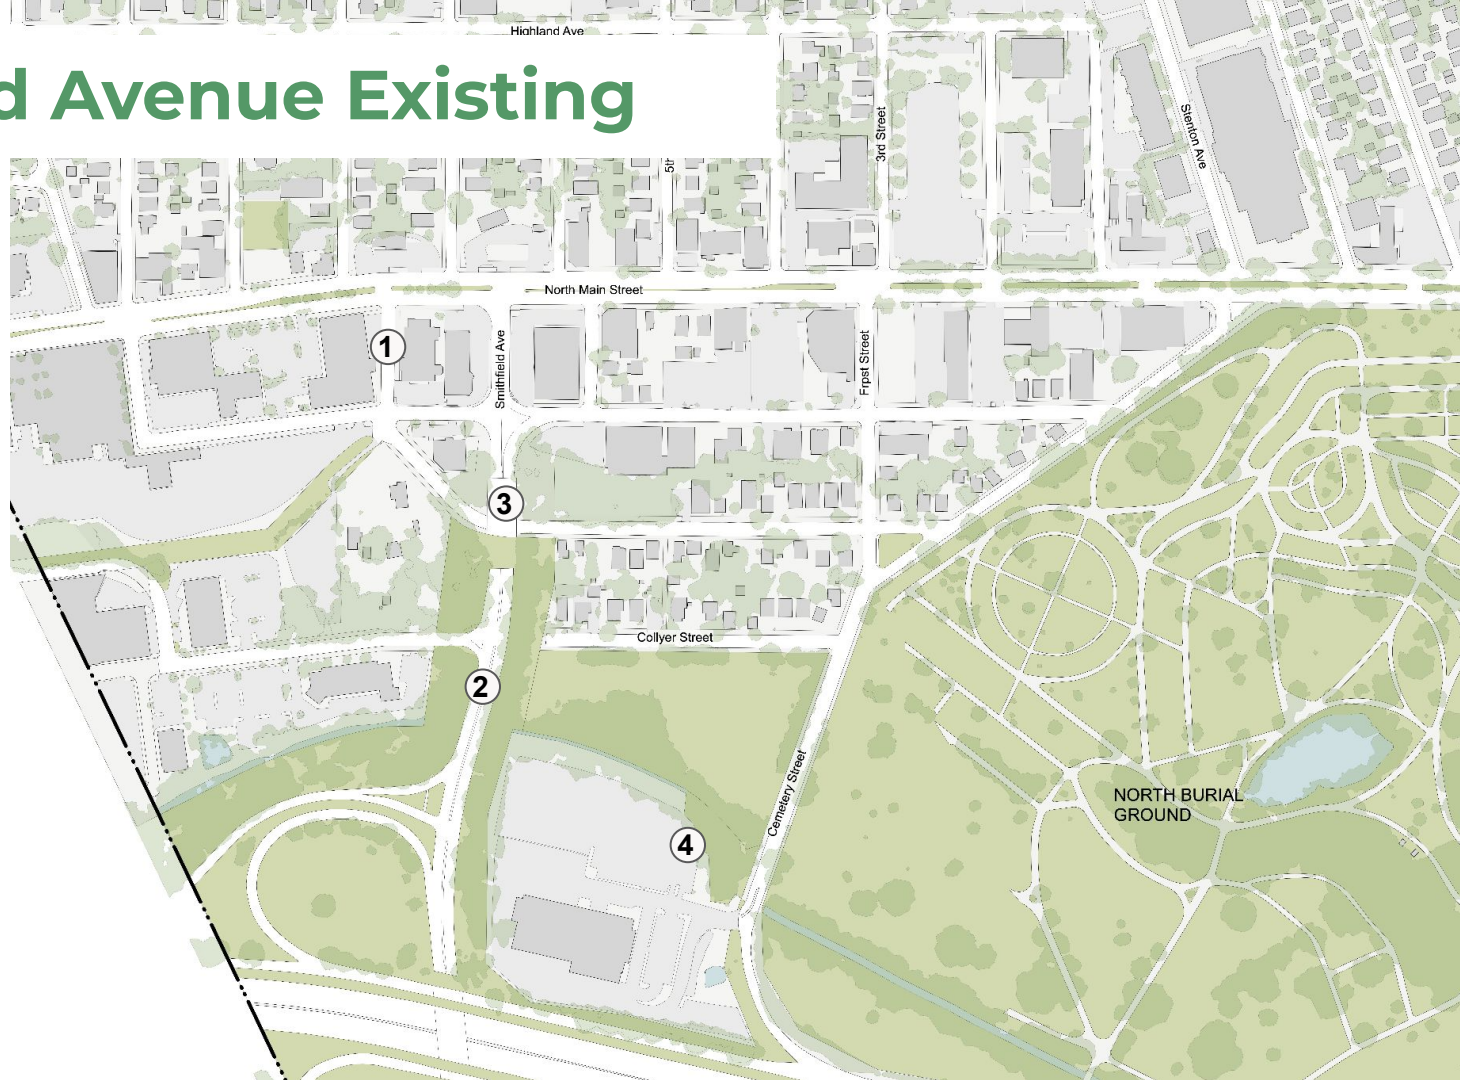 Highland Ave
d Avenue Existing
3rd Street
Stenton Ave
5th
North Main Street
1
Smithfield Ave
Frpst Street
3
Collyer Street
2
Cemetery Street
NORTH BURIAL
GROUND
4